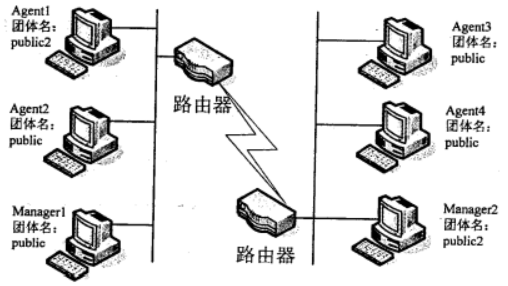 Agent1
团体名:
public2
Agent2
团体名:
public
Manager1
团体名:
public
路由器
路由器
Agent3
团体名:
public
Agent4
团体名:
public
Manager2
团体名:
public2